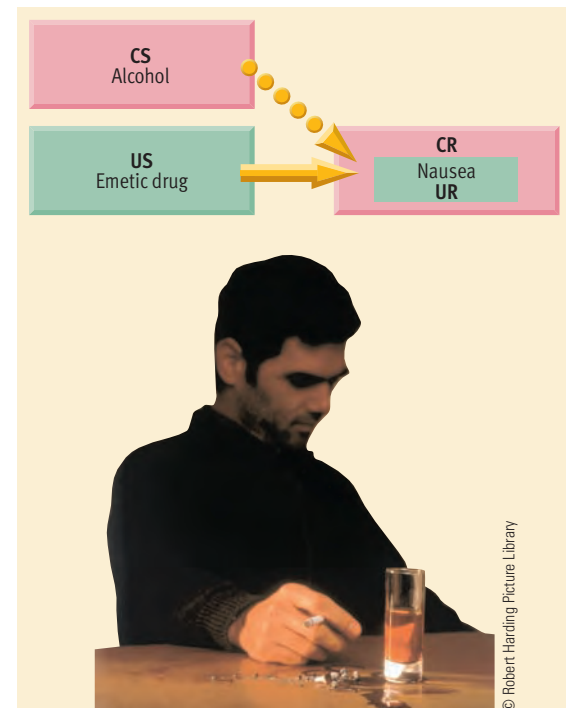 CS
Alcohol
US
Emetic drug
CR
Nausea
UR
© Robert Harding Picture Library